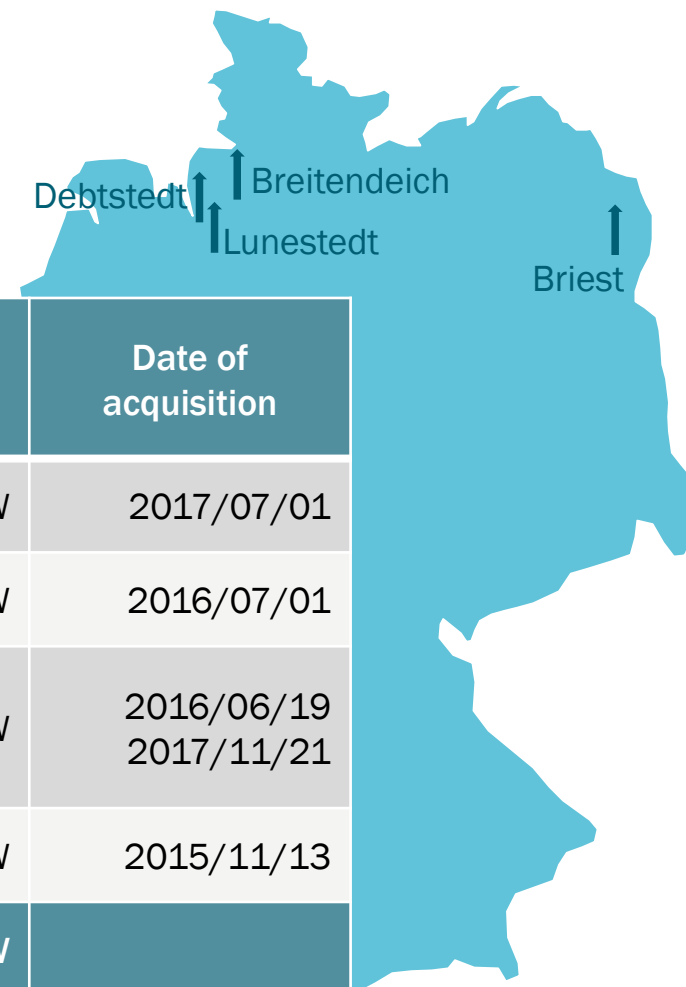 Breitendeich
Debtstedt
Lunestedt
Briest
Date of
acquisition
W 2017/07/01
W 2016/07/01
2016/06/19
W
2017/11/21
W 2015/11/13
W